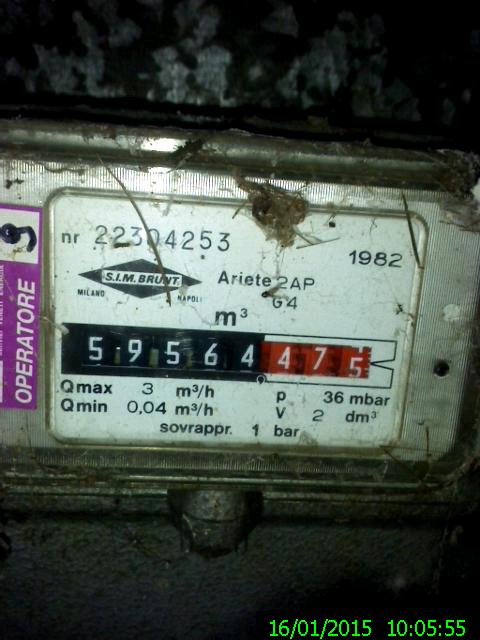 nr 22304253
1982
S.I.M. BRUNT.
MILANO NAPOLI
Ariete 2AP
G4
m³
5 9 5 6 4 4 7 5
Qmax 3 m³/h
Qmin 0,04 m³/h
p 36 mbar
V 2 dm³
sovrappr. 1 bar
OPERATORE
16/01/2015 10:05:55